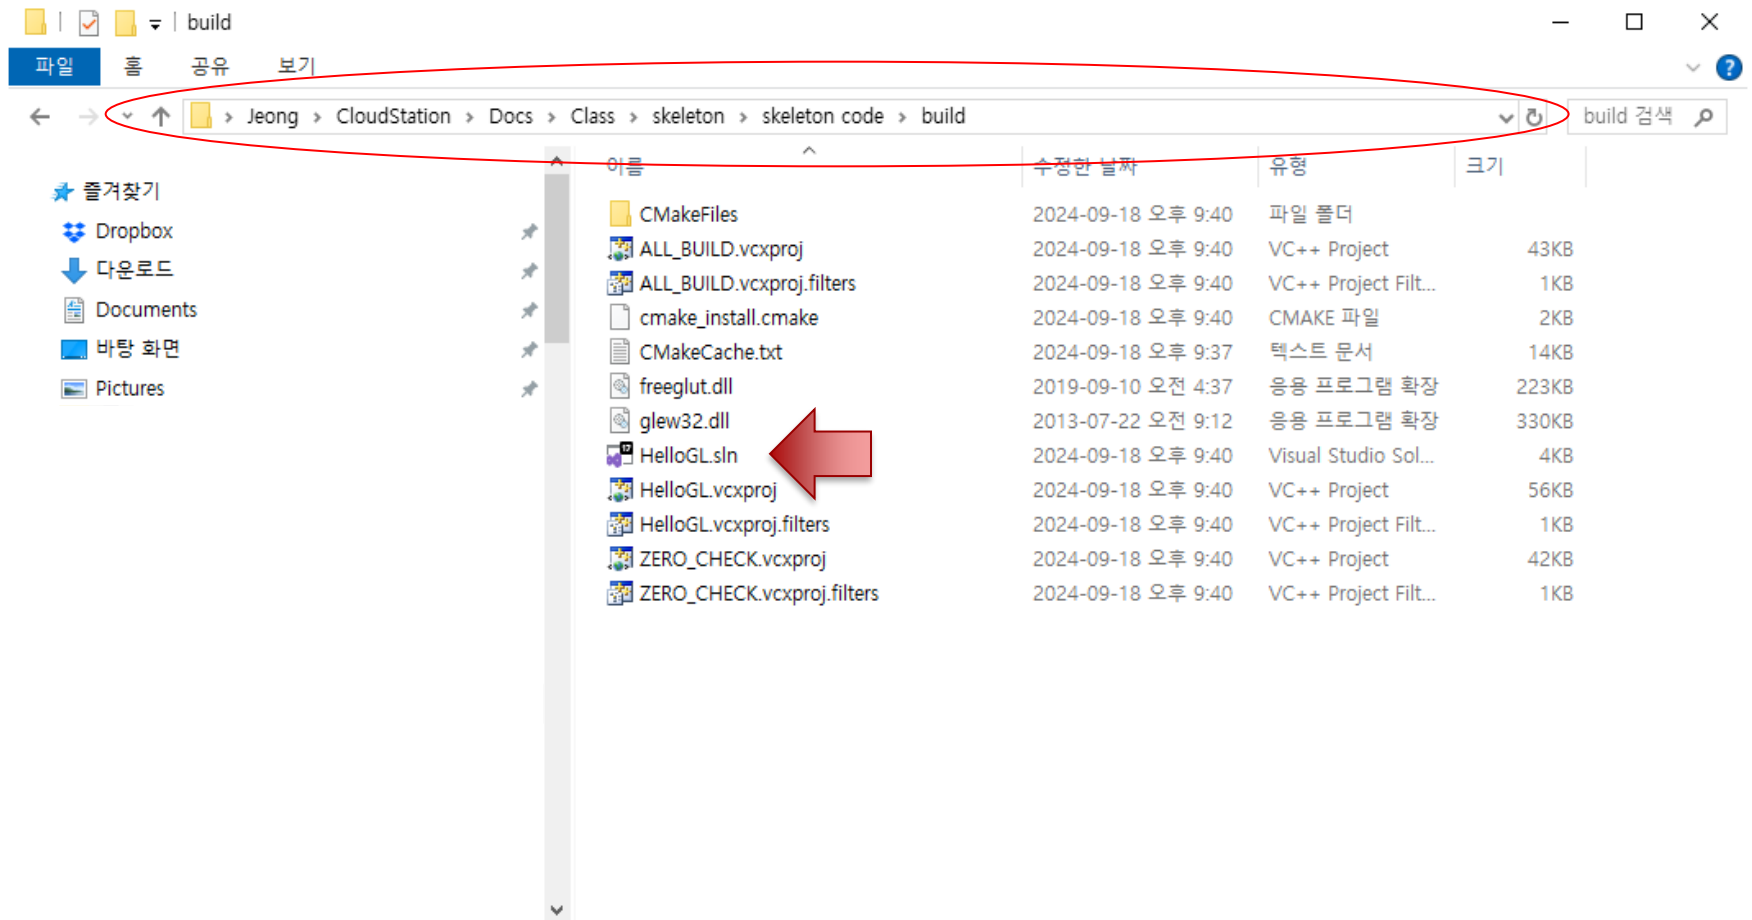 build
파일 홈 공유 보기
Jeong > CloudStation > Docs > Class > skeleton > skeleton code > build
build 검색
이름 수정한 날짜 유형 크기
즐겨찾기
Dropbox
다운로드
Documents
바탕 화면
Pictures
CMakeFiles 2024-09-18 오후 9:40 파일 폴더
ALL_BUILD.vcxproj 2024-09-18 오후 9:40 VC++ Project 43KB
ALL_BUILD.vcxproj.filters 2024-09-18 오후 9:40 VC++ Project Filt... 1KB
cmake_install.cmake 2024-09-18 오후 9:40 CMAKE 파일 2KB
CMakeCache.txt 2024-09-18 오후 9:37 텍스트 문서 14KB
freeglut.dll 2019-09-10 오전 4:37 응용 프로그램 확장 223KB
glew32.dll 2013-07-22 오전 9:12 응용 프로그램 확장 330KB
HelloGL.sln 2024-09-18 오후 9:40 Visual Studio Sol... 4KB
HelloGL.vcxproj 2024-09-18 오후 9:40 VC++ Project 56KB
HelloGL.vcxproj.filters 2024-09-18 오후 9:40 VC++ Project Filt... 1KB
ZERO_CHECK.vcxproj 2024-09-18 오후 9:40 VC++ Project 42KB
ZERO_CHECK.vcxproj.filters 2024-09-18 오후 9:40 VC++ Project Filt... 1KB